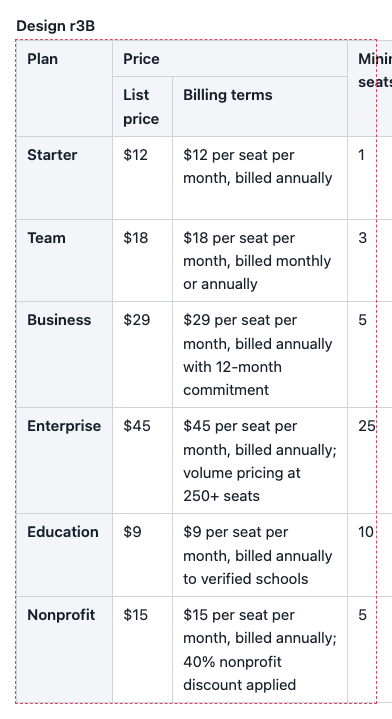 Design r3B
Plan
Price
List
price
Billing terms
seats
Starter
$12
$12 per seat per
month, billed annually
1
Team
$18
$18 per seat per
month, billed monthly
or annually
3
Business
$29
$29 per seat per
month, billed annually
with 12-month
commitment
5
Enterprise
$45
$45 per seat per
month, billed annually;
volume pricing at
250+ seats
25
Education
$9
$9 per seat per
month, billed annually
to verified schools
10
Nonprofit
$15
$15 per seat per
month, billed annually;
40% nonprofit
discount applied
5